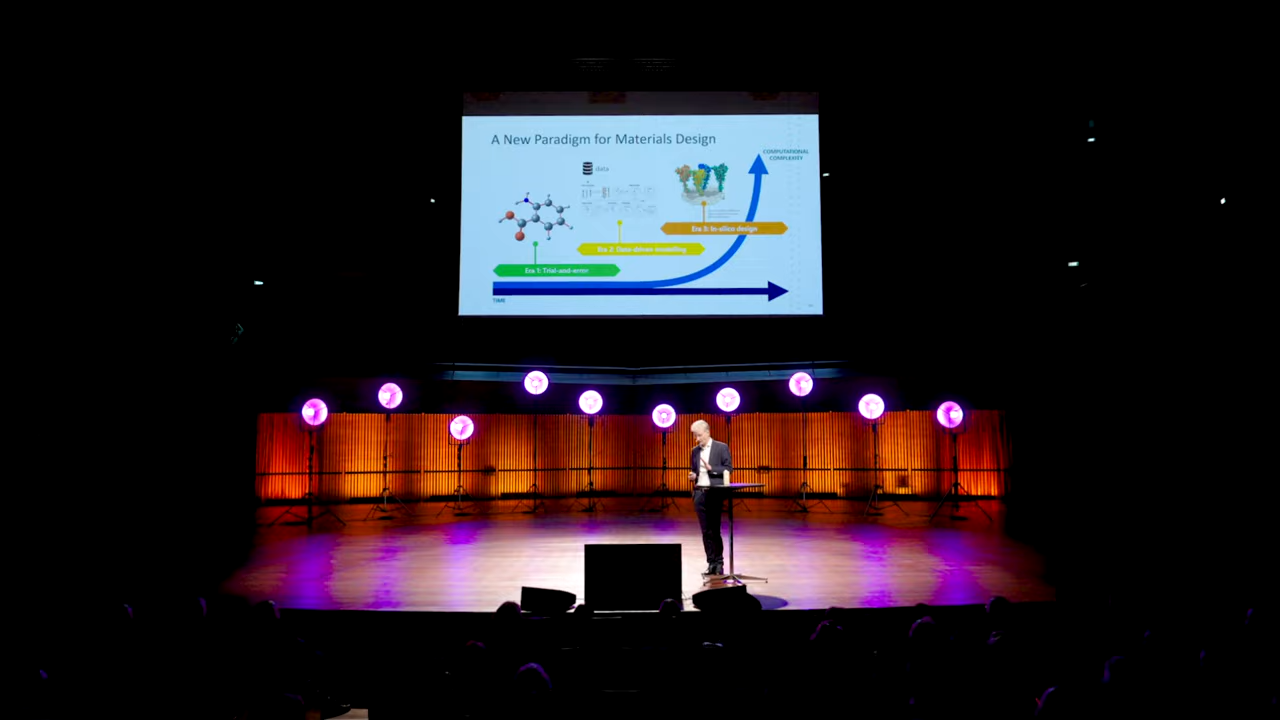 A New Paradigm for Materials Design
COMPUTATIONAL
COMPLEXITY
data
Era 3: In-silico design
Era 2: Data-driven modelling
Era 1: Trial-and-error
TIME